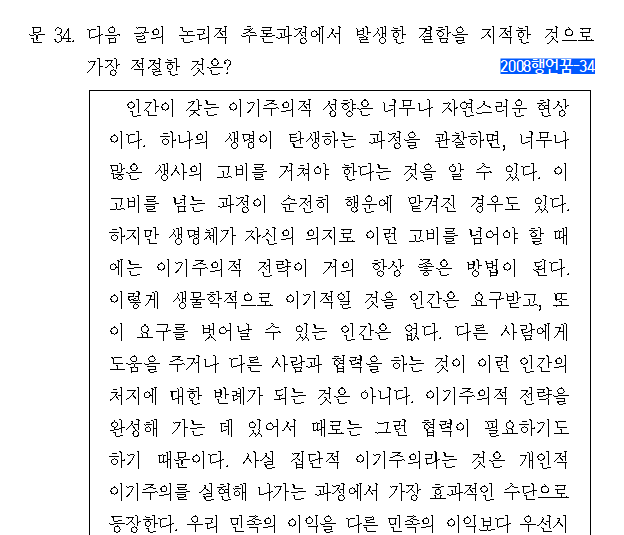 문 34. 다음 글의 논리적 추론과정에서 발생한 결함을 지적한 것으로
가장 적절한 것은? 2008행언꿈-34
인간이 갖는 이기주의적 성향은 너무나 자연스러운 현상
이다. 하나의 생명이 탄생하는 과정을 관찰하면, 너무나
많은 생사의 고비를 거쳐야 한다는 것을 알 수 있다. 이
고비를 넘는 과정이 순전히 행운에 맡겨진 경우도 있다.
하지만 생명체가 자신의 의지로 이런 고비를 넘어야 할 때
에는 이기주의적 전략이 거의 항상 좋은 방법이 된다.
이렇게 생물학적으로 이기적일 것을 인간은 요구받고, 또
이 요구를 벗어날 수 있는 인간은 없다. 다른 사람에게
도움을 주거나 다른 사람과 협력을 하는 것이 이런 인간의
처지에 대한 반례가 되는 것은 아니다. 이기주의적 전략을
완성해 가는 데 있어서 때로는 그런 협력이 필요하기도
하기 때문이다. 사실 집단적 이기주의라는 것은 개인적
이기주의를 실현해 나가는 과정에서 가장 효과적인 수단으로
등장한다. 우리 민족의 이익을 다른 민족의 이익보다 우선시